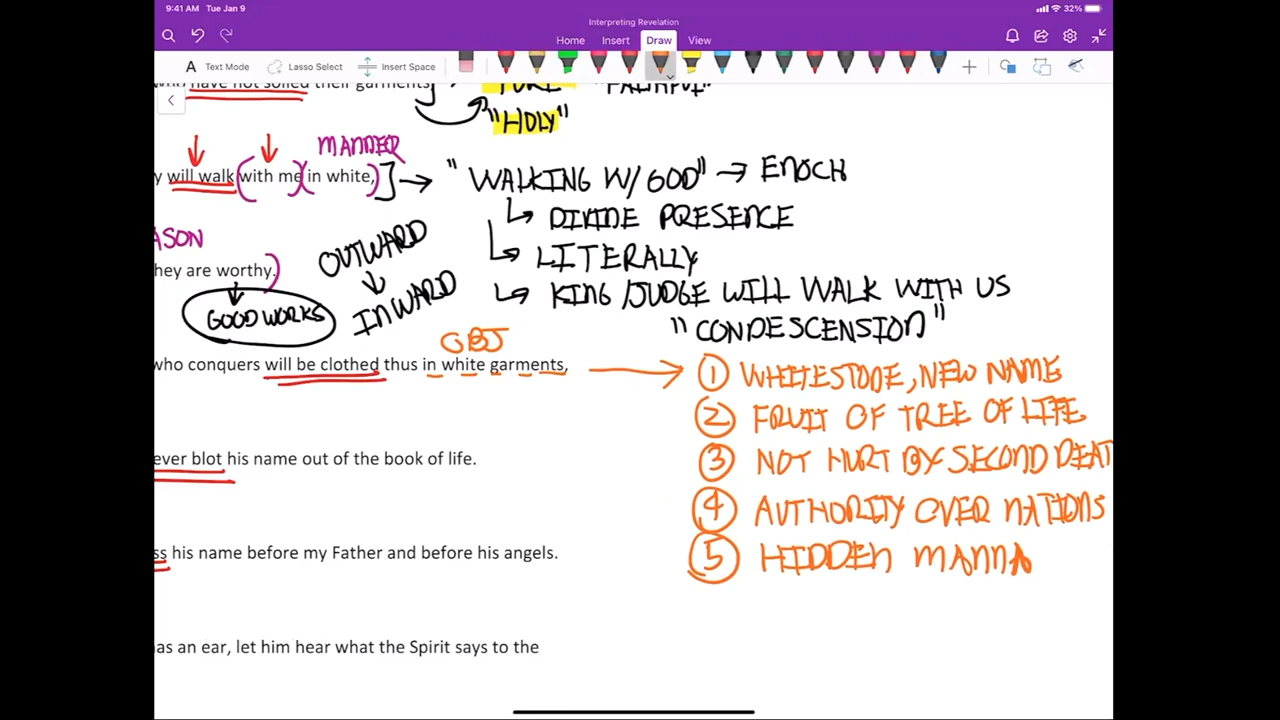 9:41 AM Tue Jan 9
32%
Interpreting Revelation
Home Insert Draw View
A Text Mode Lasso Select Insert Space
have not soiled their garments,] "PURE" "FAITHFUL"
"HOLY"
MANNER
y will walk (with me)(in white,)] → "WALKING W/ GOD" → ENOCH
DIVINE PRESENCE
ASON
LITERALLY
OUTWARD
hey are worthy.)
INWARD
KING/JUDGE WILL WALK WITH US
GOOD WORKS
"CONDESCENSION"
OBJ
who conquers will be clothed thus in white garments, → ① WHITE STONE, NEW NAME
② FRUIT OF TREE OF LIFE
③ NOT HURT BY SECOND DEAT
ever blot his name out of the book of life.
④ AUTHORITY OVER NATIONS
ss his name before my Father and before his angels.
⑤ HIDDEN MANNA
as an ear, let him hear what the Spirit says to the